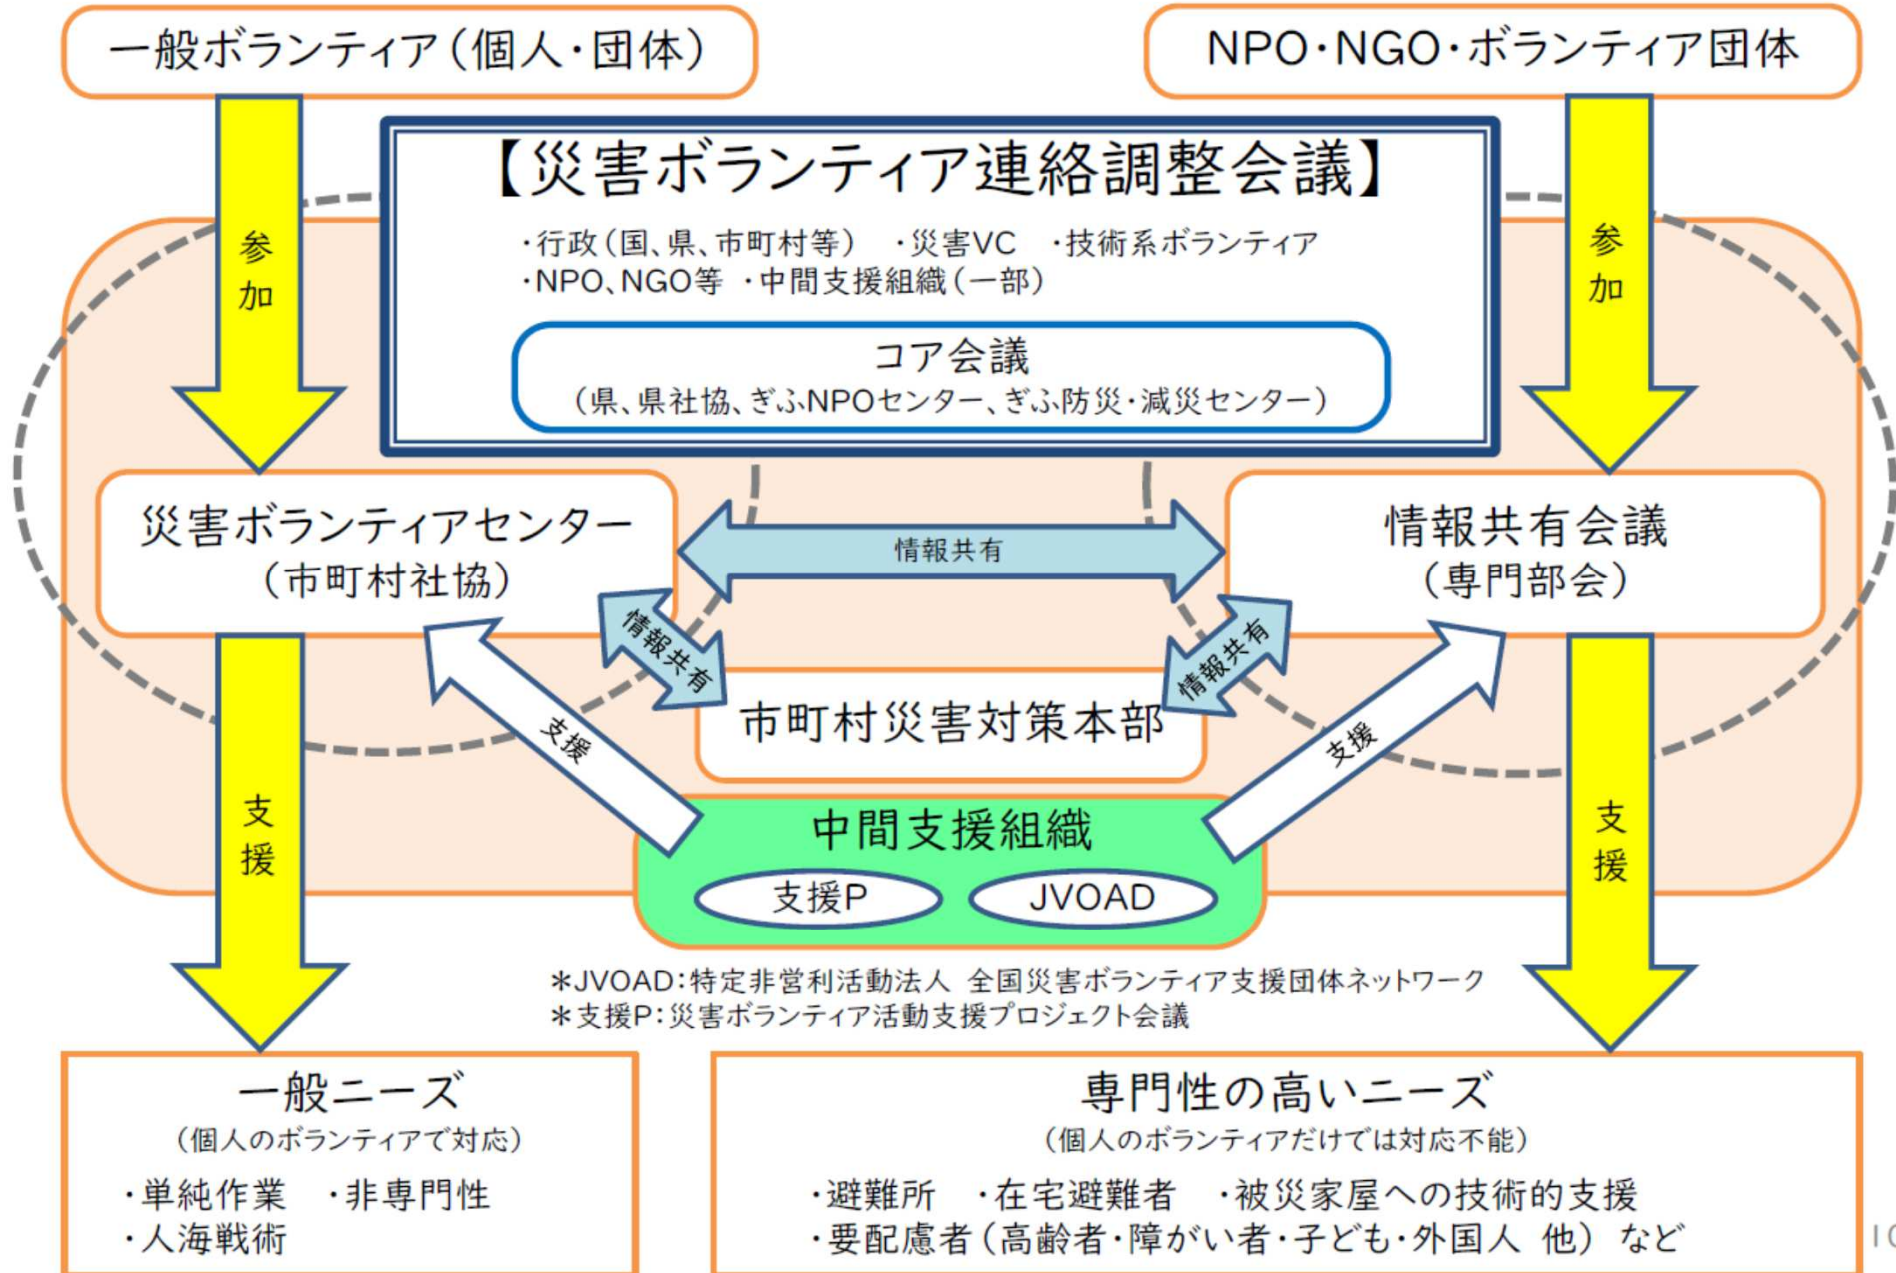 一般ボランティア（個人・団体）
NPO・NGO・ボランティア団体
【災害ボランティア連絡調整会議】
・行政（国、県、市町村等）　・災害VC　・技術系ボランティア
・NPO、NGO等　・中間支援組織（一部）
コア会議
（県、県社協、ぎふNPOセンター、ぎふ防災・減災センター）
参加
参加
災害ボランティアセンター
（市町村社協）
情報共有
情報共有会議
（専門部会）
情報共有
情報共有
市町村災害対策本部
支援
支援
中間支援組織
支援P
JVOAD
支援
支援
＊JVOAD：特定非営利活動法人 全国災害ボランティア支援団体ネットワーク
＊支援P：災害ボランティア活動支援プロジェクト会議
一般ニーズ
（個人のボランティアで対応）
・単純作業　・非専門性
・人海戦術
専門性の高いニーズ
（個人のボランティアだけでは対応不能）
・避難所　・在宅避難者　・被災家屋への技術的支援
・要配慮者（高齢者・障がい者・子ども・外国人 他）など